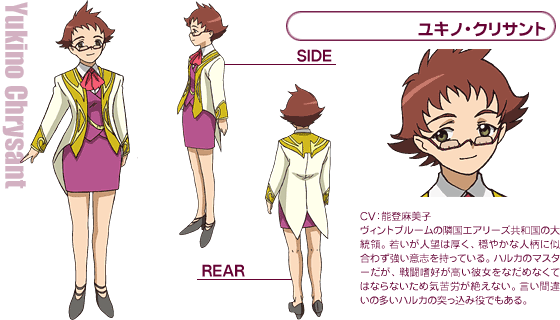 Yukino Chrysant
ユキノ・クリサント
SIDE
REAR
CV：能登麻美子
ヴィントブルームの隣国エアリーズ共和国の大
統領。若いが人望は厚く、穏やかな人柄に似
合わず強い意志を持っている。ハルカのマスタ
ーだが、戦闘嗜好が高い彼女をなだめなくて
はならないため気苦労が絶えない。言い間違
いの多いハルカの突っ込み役でもある。